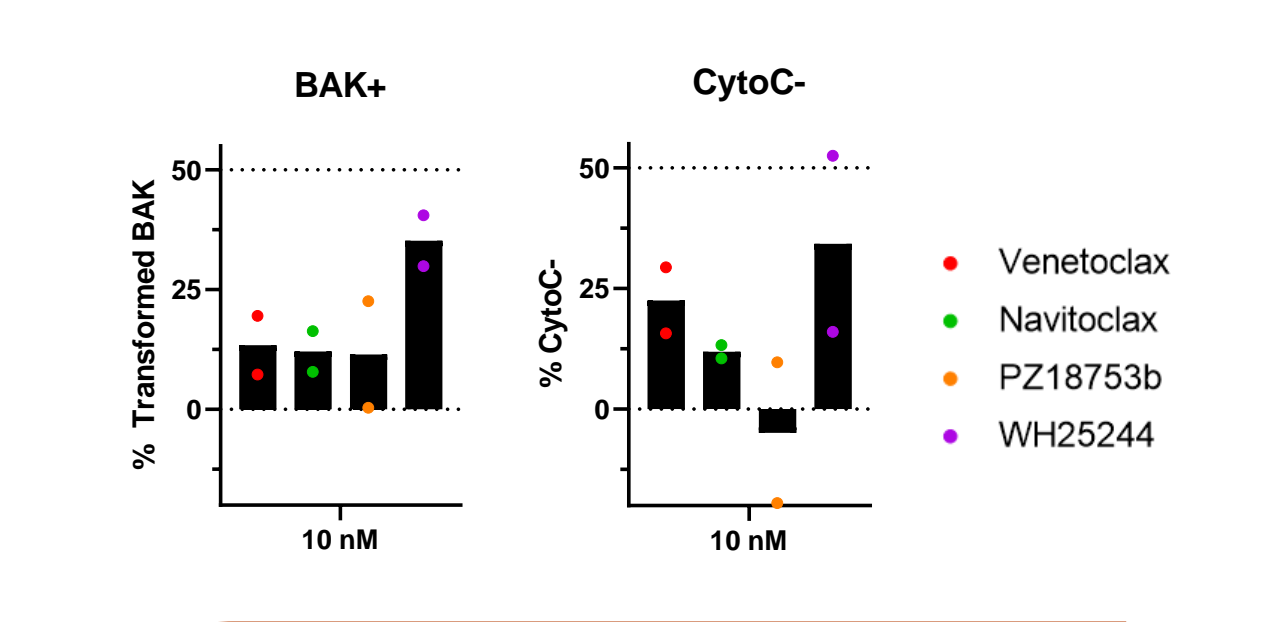 BAK+
% Transformed BAK
50
25
0
10 nM
CytoC-
% CytoC-
50
25
0
10 nM
Venetoclax
Navitoclax
PZ18753b
WH25244